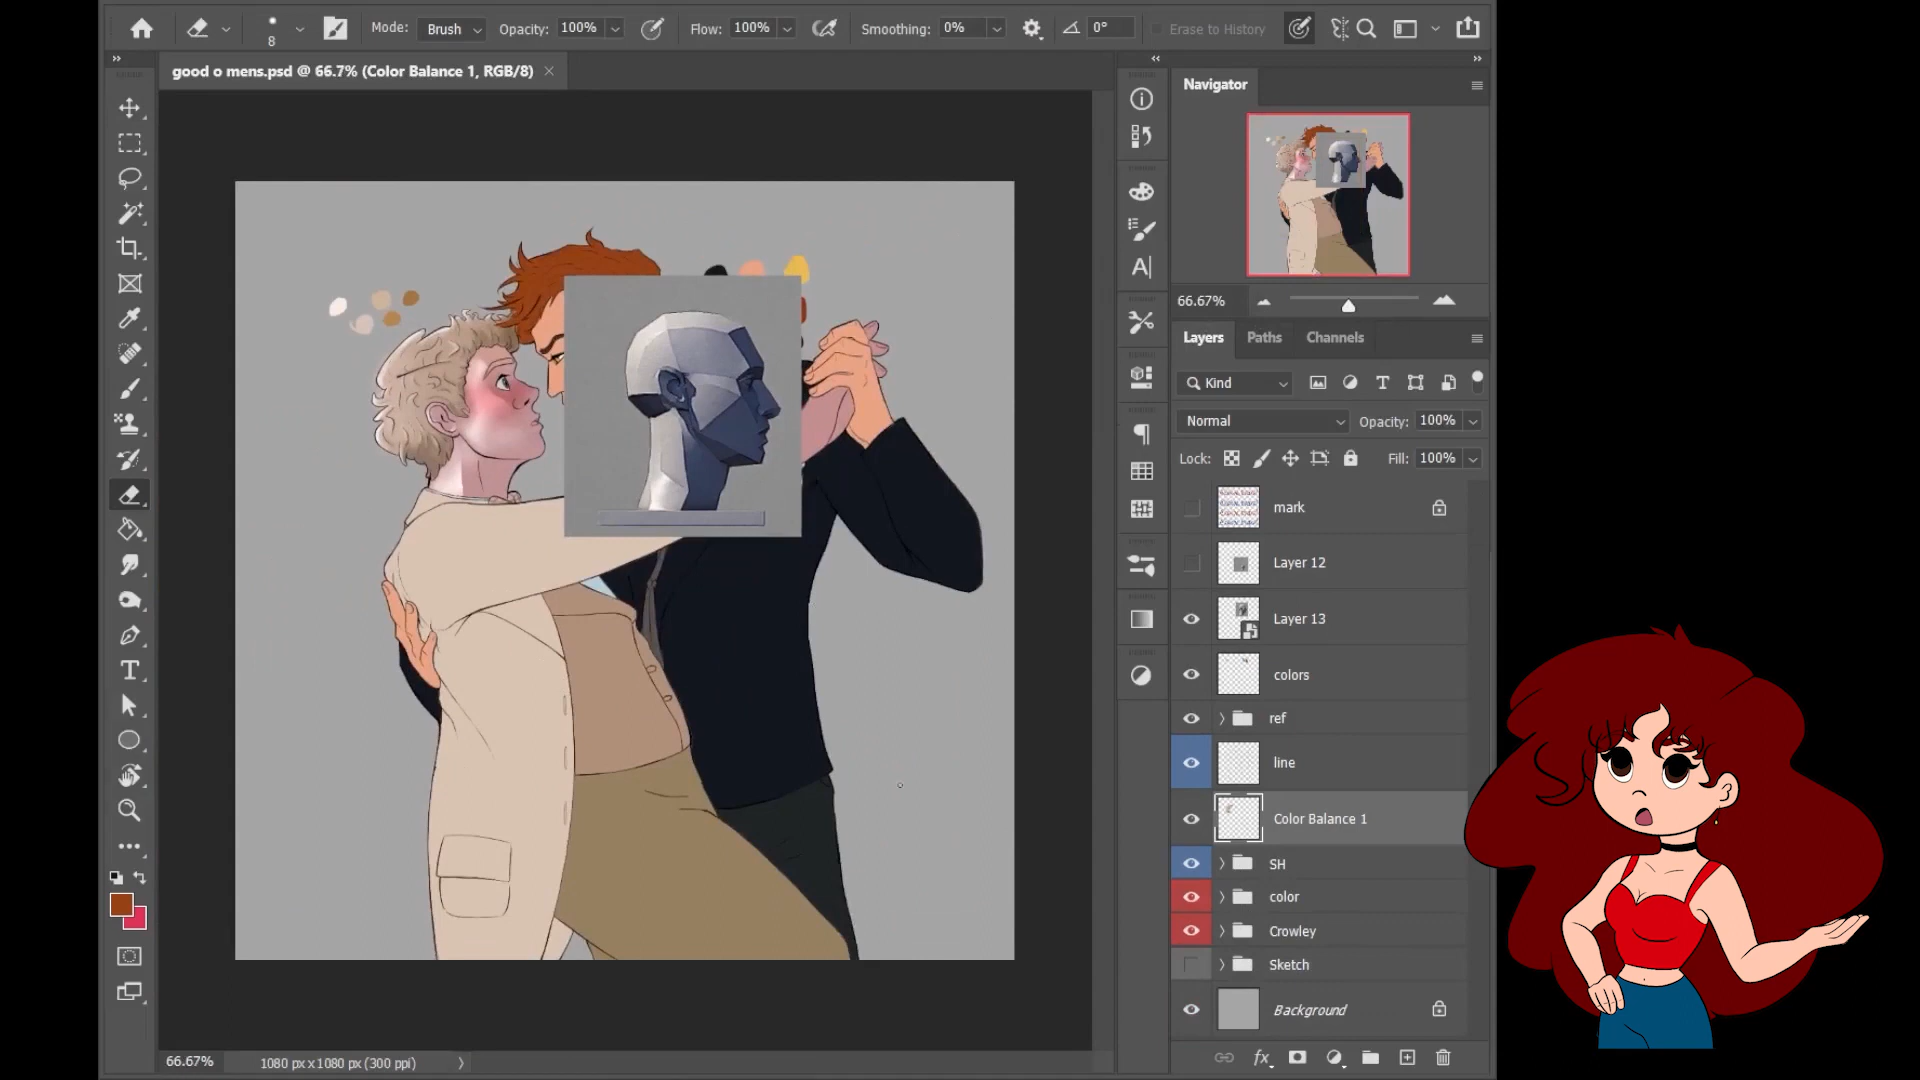 Mode: Brush Opacity: 100% Flow: 100% Smoothing: 0% 0° Erase to History
8
good o mens.psd @ 66.7% (Color Balance 1, RGB/8) ×
Navigator
66.67%
Layers Paths Channels
Kind
Normal Opacity: 100%
Lock: Fill: 100%
mark
Layer 12
Layer 13
colors
ref
line
Color Balance 1
SH
color
Crowley
Sketch
Background
fx
66.67% 1080 px x 1080 px (300 ppi)